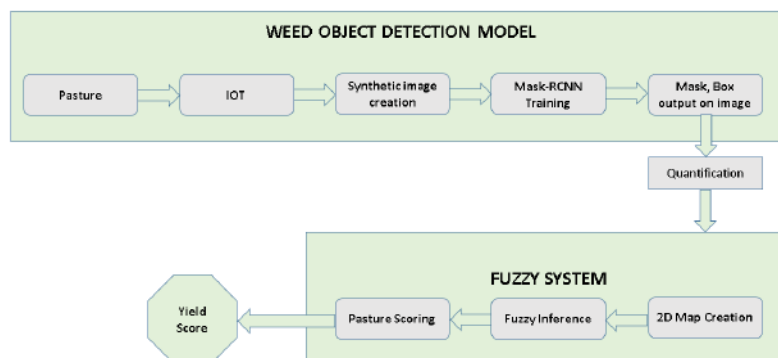 WEED OBJECT DETECTION MODEL
Pasture
IOT
Synthetic image
creation
Mask-RCNN
Training
Mask, Box
output on image
Quantification
FUZZY SYSTEM
Yield
Score
Pasture Scoring
Fuzzy Inference
2D Map Creation